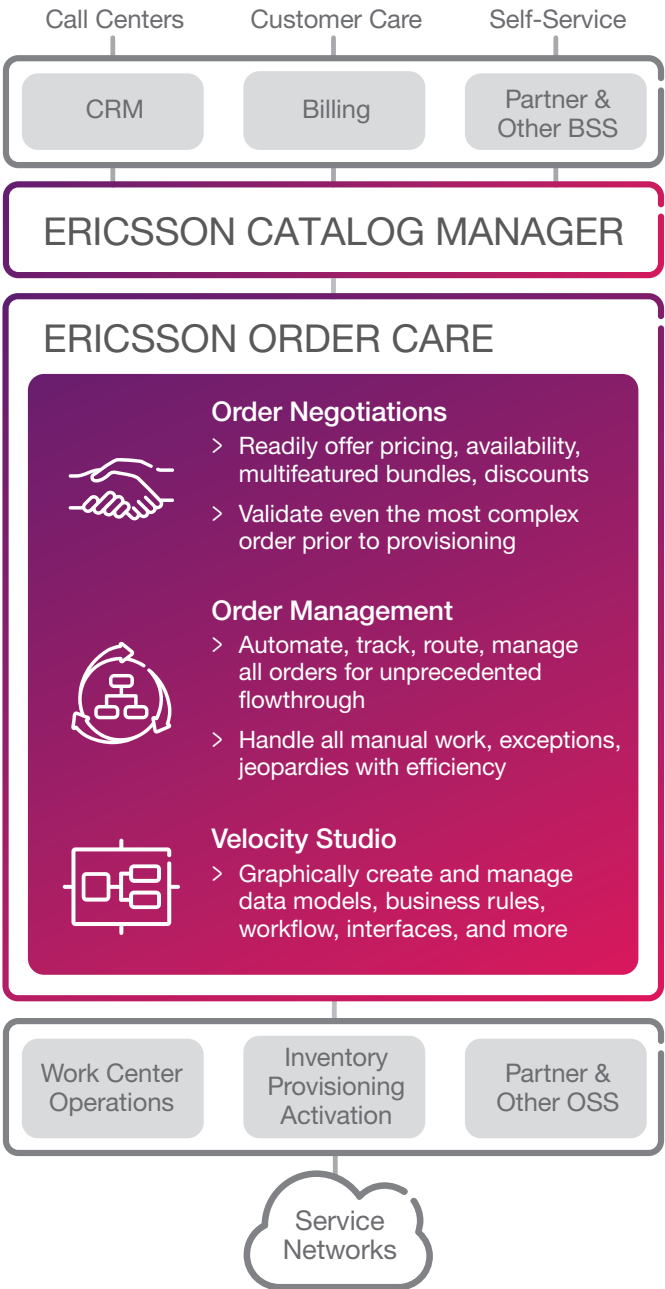 Call Centers
Customer Care
Self-Service
CRM
Billing
Partner &
Other BSS
ERICSSON CATALOG MANAGER
ERICSSON ORDER CARE
Order Negotiations
> Readily offer pricing, availability,
multifeatured bundles, discounts
> Validate even the most complex
order prior to provisioning
Order Management
> Automate, track, route, manage
all orders for unprecedented
flowthrough
> Handle all manual work, exceptions,
jeopardies with efficiency
Velocity Studio
> Graphically create and manage
data models, business rules,
workflow, interfaces, and more
Work Center
Operations
Inventory
Provisioning
Activation
Partner &
Other OSS
Service
Networks